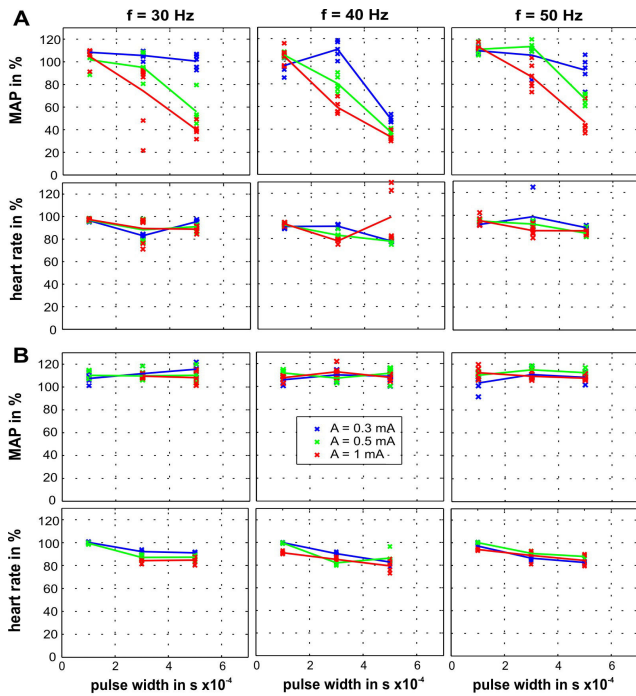 A
f = 30 Hz
f = 40 Hz
f = 50 Hz
MAP in %
120
100
80
60
40
20
0
heart rate in %
120
100
80
60
40
20
0
B
MAP in %
120
100
80
60
40
20
0
A = 0.3 mA
A = 0.5 mA
A = 1 mA
heart rate in %
120
100
80
60
40
20
0
0 2 4 6
0 2 4 6
0 2 4 6
pulse width in s x10⁻⁴
pulse width in s x10⁻⁴
pulse width in s x10⁻⁴